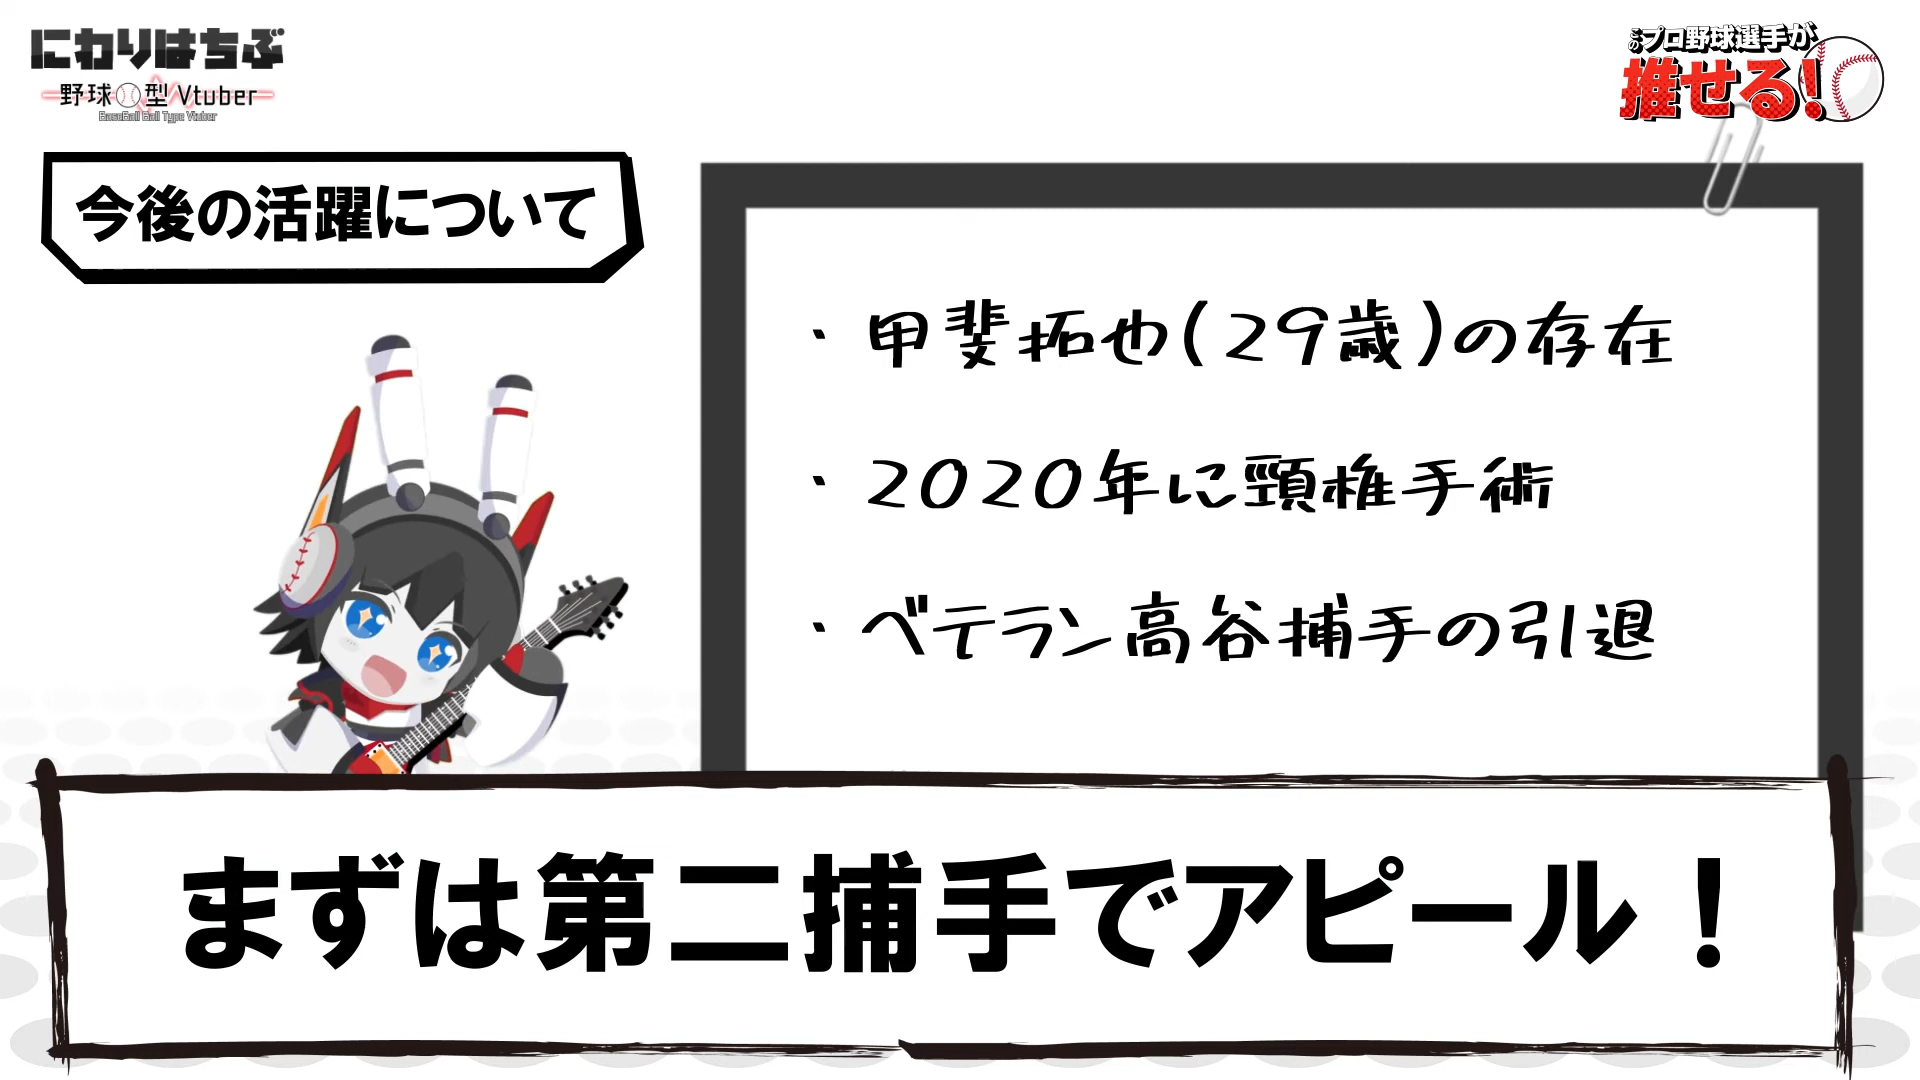 にわりはちぶ
野球型Vtuber
BaseBall Ball Type Vtuber
このプロ野球選手が
推せる!
今後の活躍について
・甲斐拓也(29歳)の存在
・2020年に頸椎手術
・ベテラン高谷捕手の引退
まずは第二捕手でアピール！